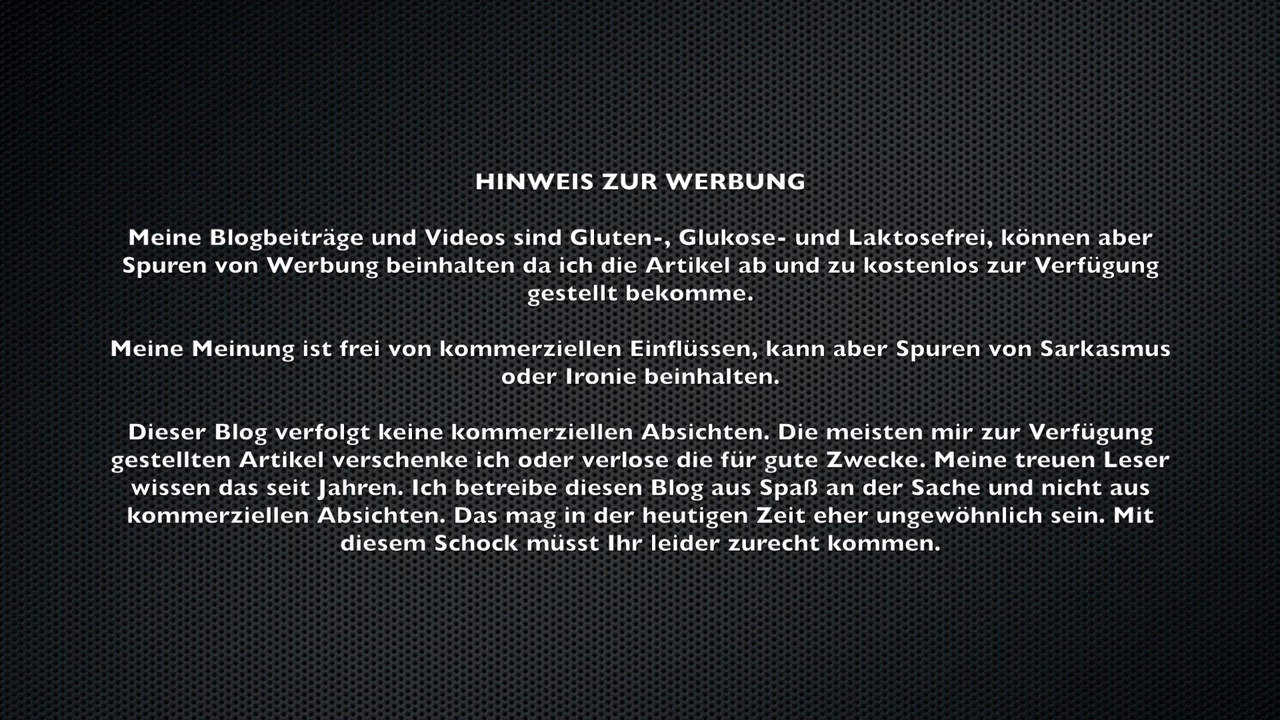 HINWEIS ZUR WERBUNG
Meine Blogbeiträge und Videos sind Gluten-, Glukose- und Laktosefrei, können aber
Spuren von Werbung beinhalten da ich die Artikel ab und zu kostenlos zur Verfügung
gestellt bekomme.
Meine Meinung ist frei von kommerziellen Einflüssen, kann aber Spuren von Sarkasmus
oder Ironie beinhalten.
Dieser Blog verfolgt keine kommerziellen Absichten. Die meisten mir zur Verfügung
gestellten Artikel verschenke ich oder verlose die für gute Zwecke. Meine treuen Leser
wissen das seit Jahren. Ich betreibe diesen Blog aus Spaß an der Sache und nicht aus
kommerziellen Absichten. Das mag in der heutigen Zeit eher ungewöhnlich sein. Mit
diesem Schock müsst Ihr leider zurecht kommen.